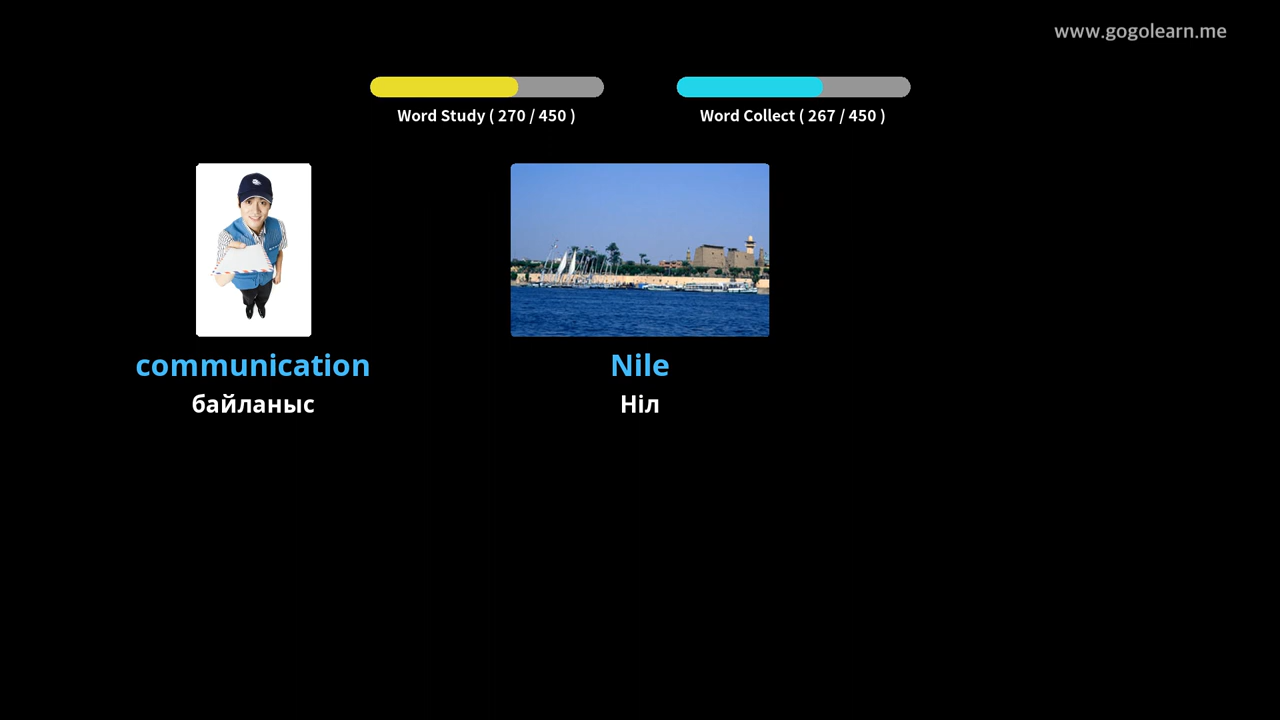 www.gogolearn.me
Word Study ( 270 / 450 )
Word Collect ( 267 / 450 )
communication
байланыс
Nile
Ніл